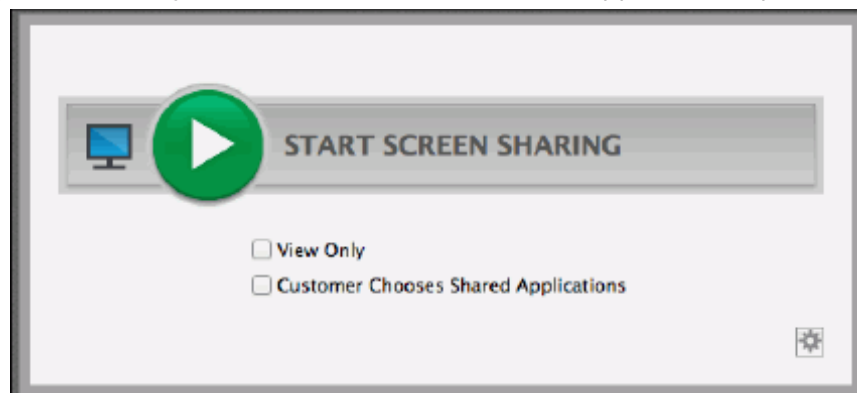 START SCREEN SHARING
View Only
Customer Chooses Shared Applications